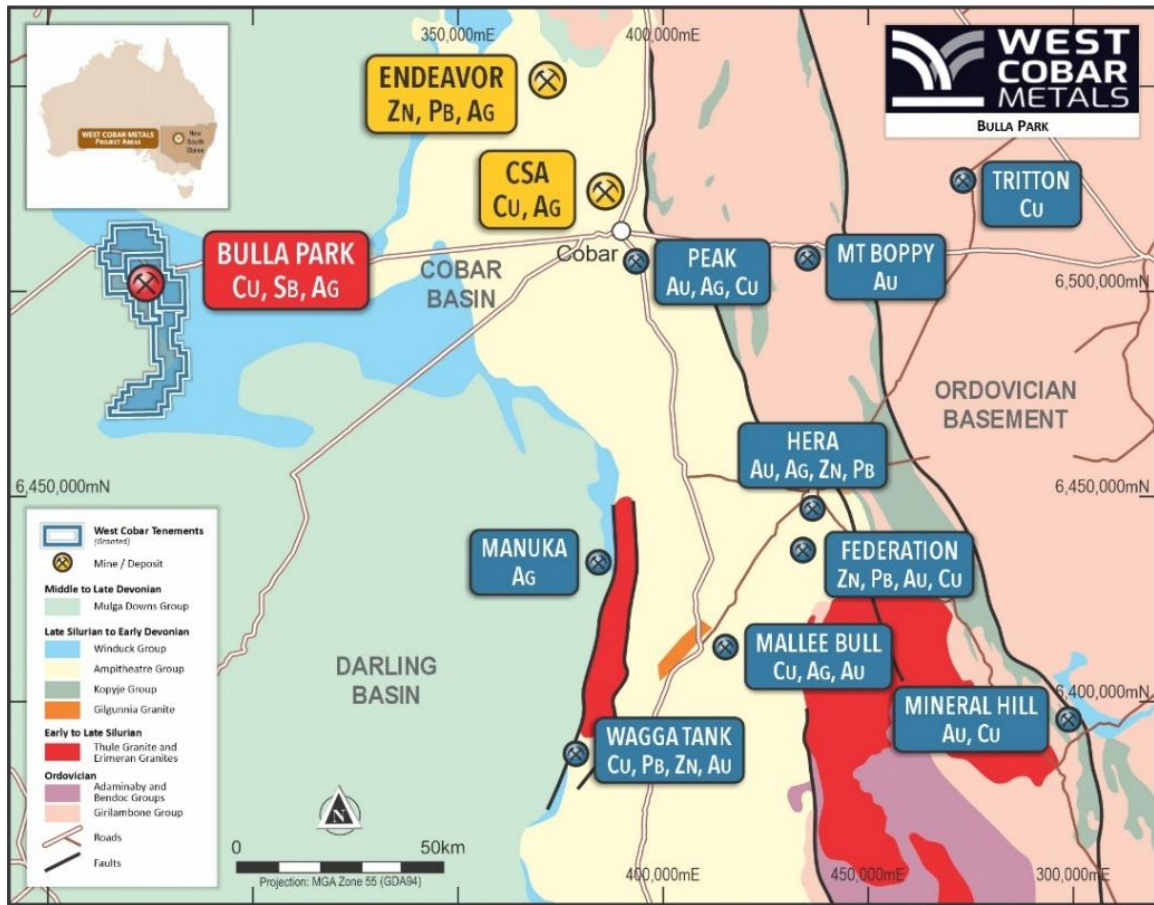 350,000mE
400,000mE
WEST
COBAR
METALS
BULLA PARK
WEST COBAR METALS
PROJECT AREAS
New
South
Wales
ENDEAVOR
ZN, PB, AG
CSA
CU, AG
TRITTON
CU
BULLA PARK
CU, SB, AG
COBAR
BASIN
Cobar
PEAK
AU, AG, CU
MT BOPPY
AU
6,500,000mN
ORDOVICIAN
BASEMENT
HERA
AU, AG, ZN, PB
6,450,000mN
6,450,000mN
MANUKA
AG
FEDERATION
ZN, PB, AU, CU
MALLEE BULL
CU, AG, AU
DARLING
BASIN
MINERAL HILL
AU, CU
6,400,000mN
WAGGA TANK
CU, PB, ZN, AU
West Cobar Tenements
(Granted)
Mine / Deposit
Middle to Late Devonian
Mulga Downs Group
Late Silurian to Early Devonian
Winduck Group
Ampitheatre Group
Kopyje Group
Gilgunnia Granite
Early to Late Silurian
Thule Granite and
Erimeran Granites
Ordovician
Adaminaby and
Bendoc Groups
Girilambone Group
Roads
Faults
N
0
50km
Projection: MGA Zone 55 (GDA94)
400,000mE
450,000mE
300,000mE